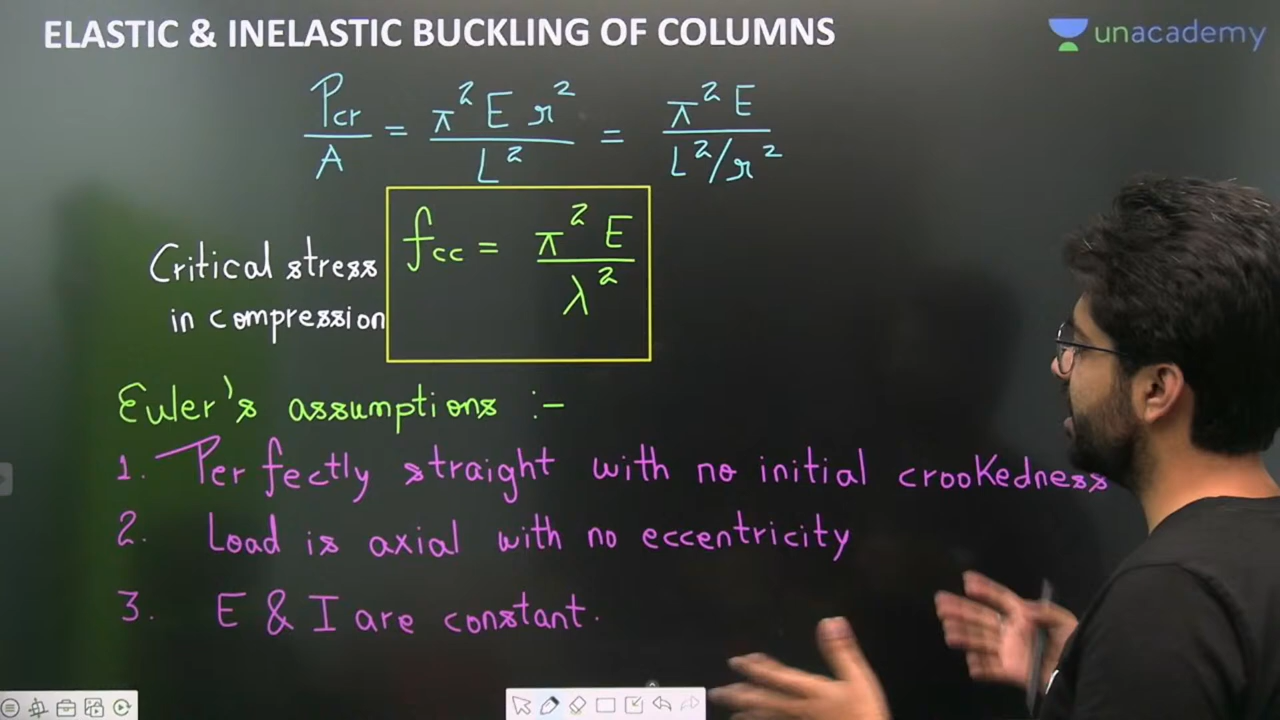 ELASTIC & INELASTIC BUCKLING OF COLUMNS
unacademy
Pcr/A = π² E r²/L² = π² E/L²/r²
Critical stress in compression
fcc = π² E/λ²
Euler's assumptions :-
1. Perfectly straight with no initial crookedness
2. Load is axial with no eccentricity
3. E & I are constant.